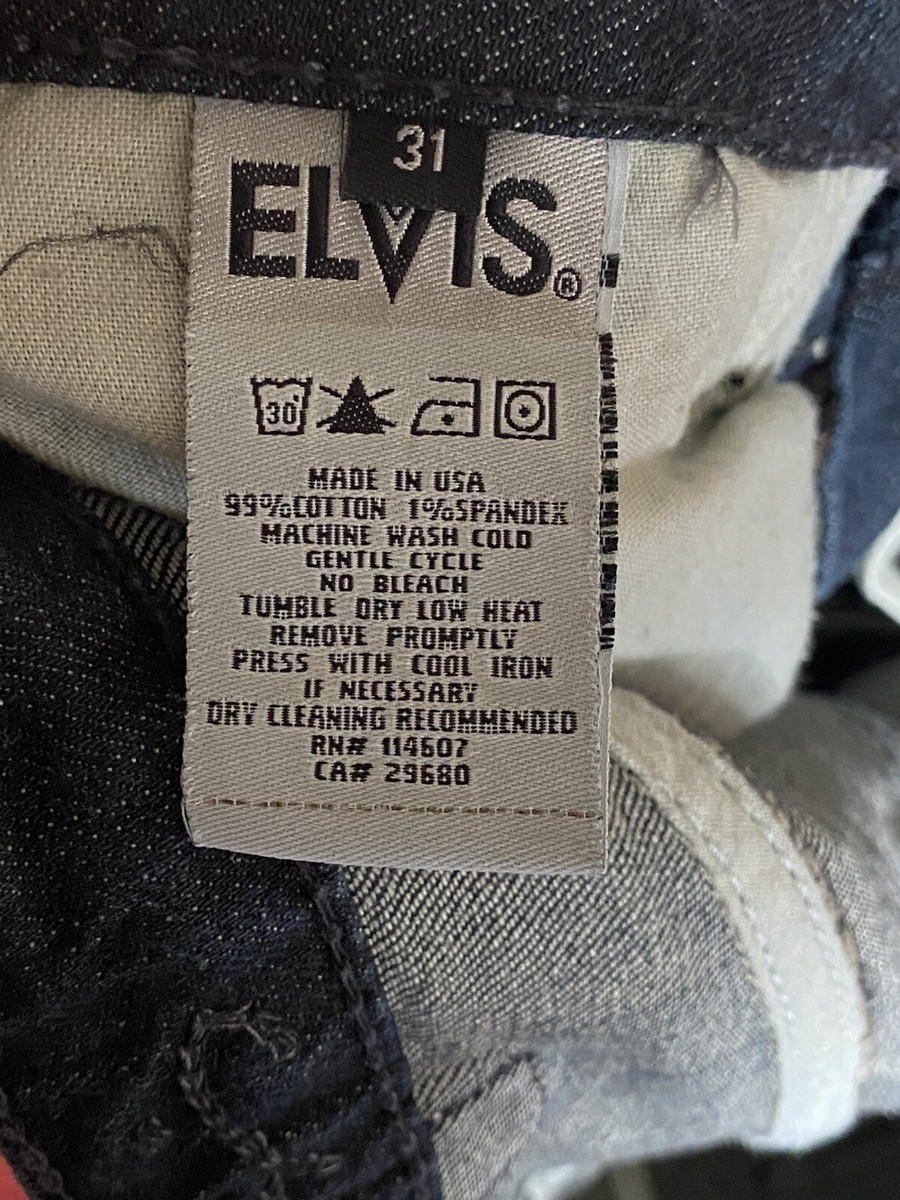 31
ELVIS®
30
MADE IN USA
99%COTTON 1%SPANDEX
MACHINE WASH COLD
GENTLE CYCLE
NO BLEACH
TUMBLE DRY LOW HEAT
REMOVE PROMPTLY
PRESS WITH COOL IRON
IF NECESSARY
DRY CLEANING RECOMMENDED
RN# 114607
CA# 29680